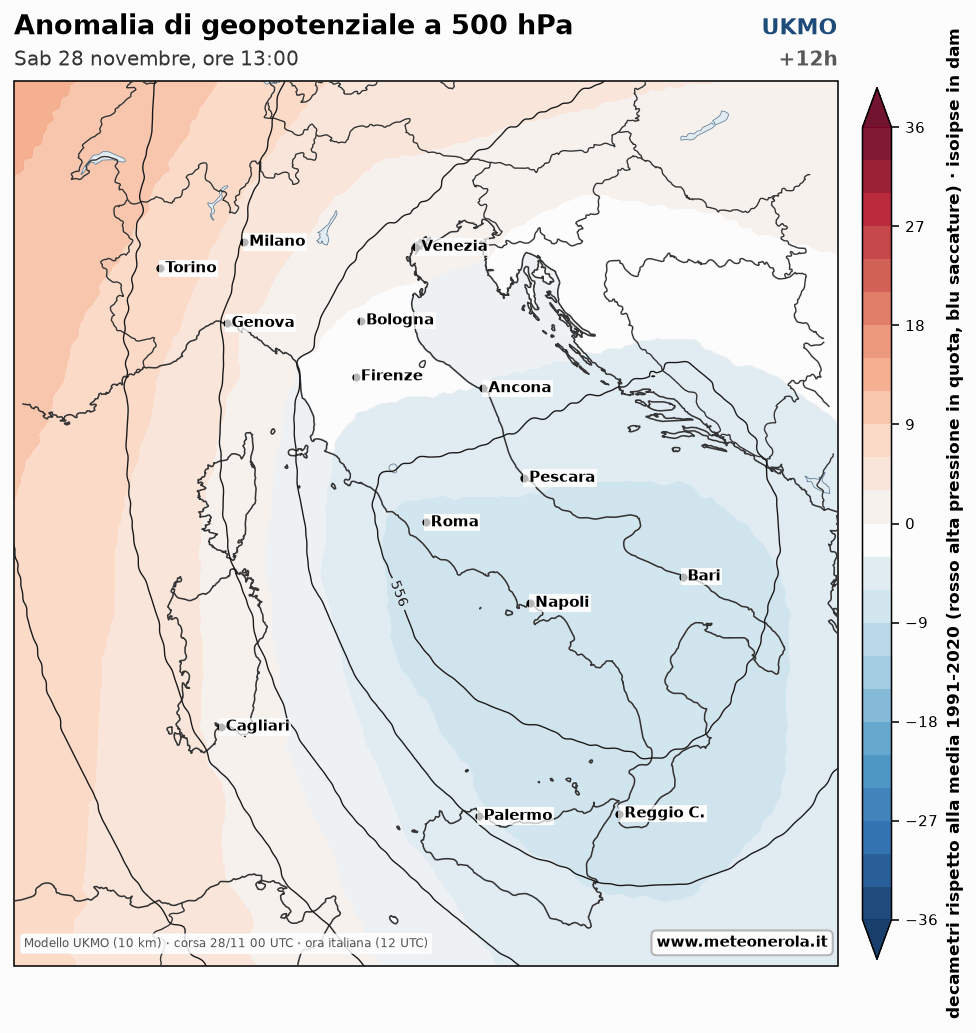 Anomalia di geopotenziale a 500 hPa
UKMO
Sab 28 novembre, ore 13:00
+12h
Milano
Venezia
Torino
Genova
Bologna
Firenze
Ancona
Pescara
Roma
Bari
556
Napoli
Cagliari
Palermo
Reggio C.
Modello UKMO (10 km) · corsa 28/11 00 UTC · ora italiana (12 UTC)
www.meteonerola.it
36
27
18
9
0
−9
−18
−27
−36
decametri rispetto alla media 1991-2020 (rosso alta pressione in quota, blu saccature) · isoipse in dam